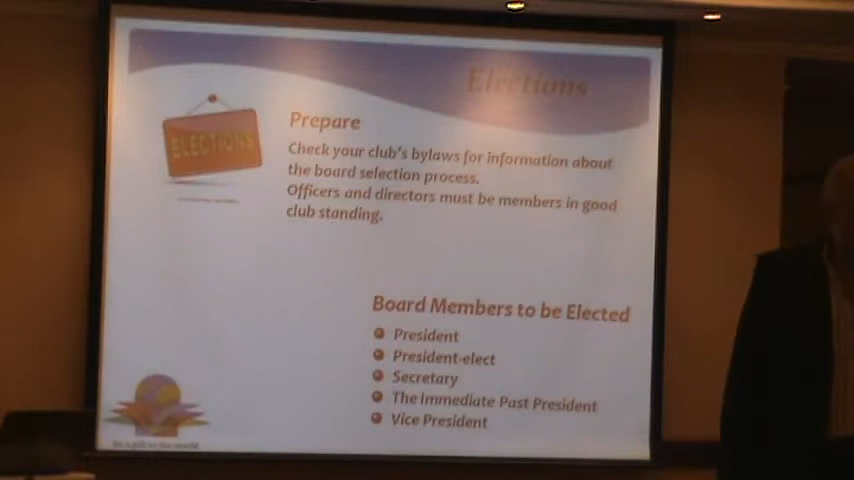 Elections
ELECTIONS
Prepare
Check your club's bylaws for information about
the board selection process.
Officers and directors must be members in good
club standing.
Board Members to be Elected
President
President-elect
Secretary
The Immediate Past President
Vice President